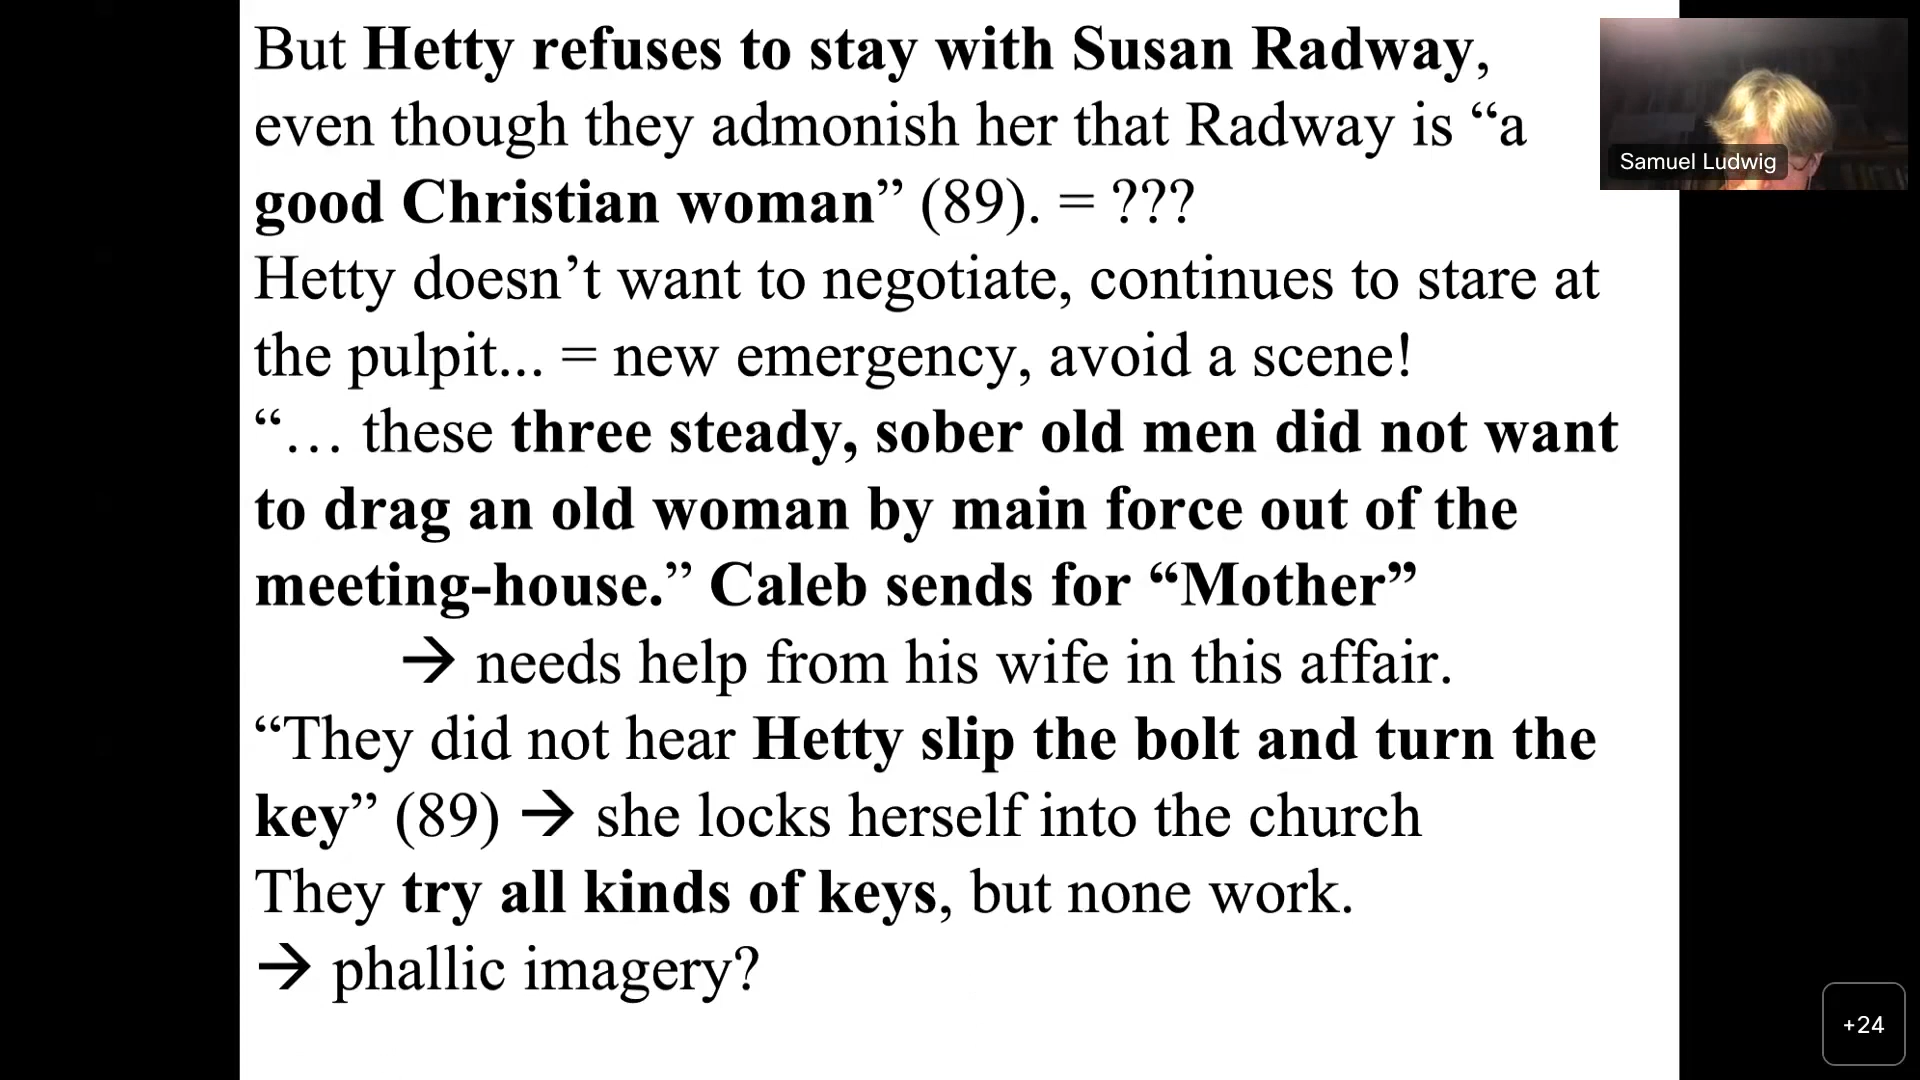 But Hetty refuses to stay with Susan Radway,
even though they admonish her that Radway is “a
good Christian woman” (89). = ???
Hetty doesn’t want to negotiate, continues to stare at
the pulpit... = new emergency, avoid a scene!
“… these three steady, sober old men did not want
to drag an old woman by main force out of the
meeting-house.” Caleb sends for “Mother”
→ needs help from his wife in this affair.
“They did not hear Hetty slip the bolt and turn the
key” (89) → she locks herself into the church
They try all kinds of keys, but none work.
→ phallic imagery?
Samuel Ludwig
+24